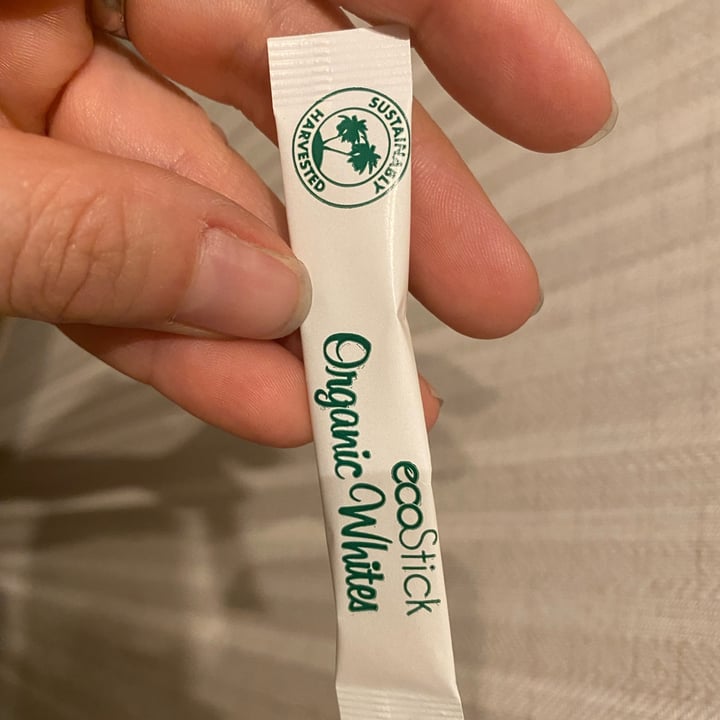 SUSTAINABLY
HARVESTED
ecoStick
Organic Whites